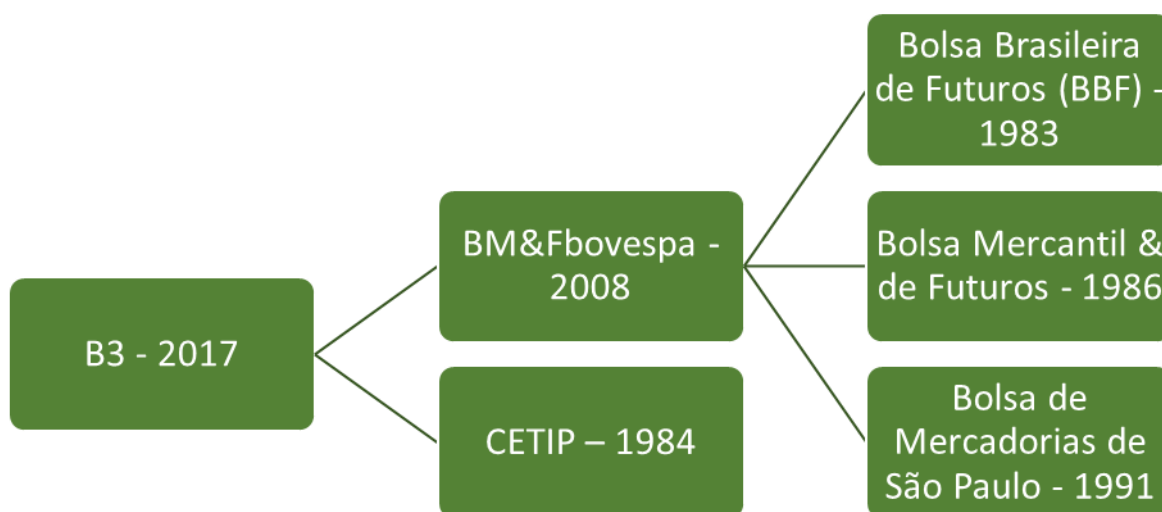 B3 - 2017
BM&Fbovespa -
2008
CETIP – 1984
Bolsa Brasileira
de Futuros (BBF) -
1983
Bolsa Mercantil &
de Futuros - 1986
Bolsa de
Mercadorias de
São Paulo - 1991